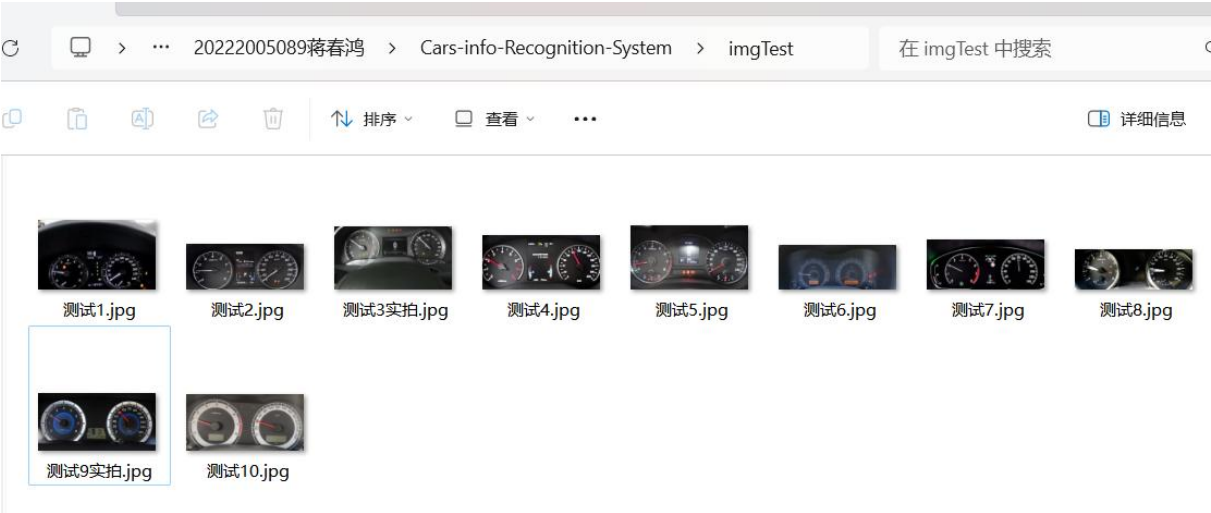 20222005089蒋春鸿 > Cars-info-Recognition-System > imgTest 在 imgTest 中搜索
排序 查看 ... 详细信息
测试1.jpg 测试2.jpg 测试3实拍.jpg 测试4.jpg 测试5.jpg 测试6.jpg 测试7.jpg 测试8.jpg
测试9实拍.jpg 测试10.jpg